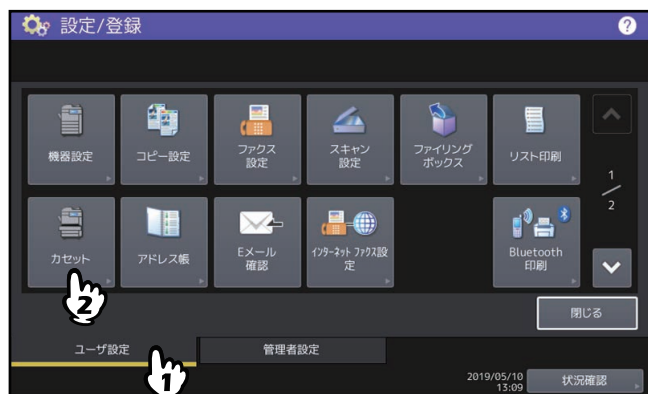 設定/登録
?
機器設定
コピー設定
ファクス
設定
スキャン
設定
ファイリング
ボックス
リスト印刷
1
2
カセット
アドレス帳
Eメール
確認
インターネット ファクス設
定
Bluetooth
印刷
2
閉じる
ユーザ設定
管理者設定
1
2019/05/10
13:09
状況確認